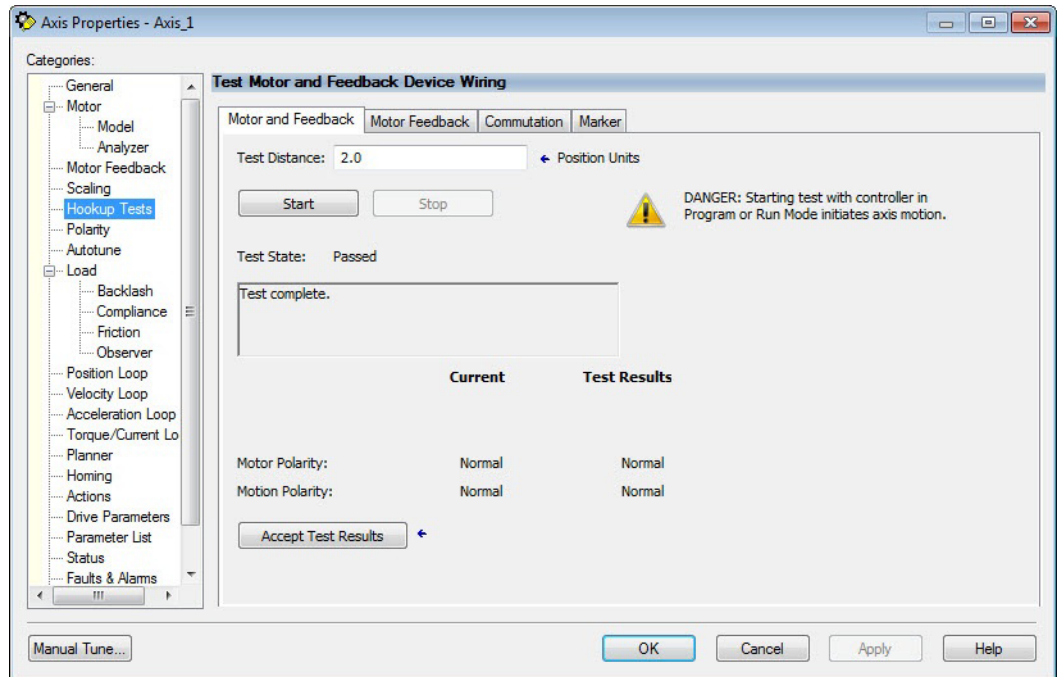 Axis Properties - Axis_1
Categories:
General
Motor
Model
Analyzer
Motor Feedback
Scaling
Hookup Tests
Polarity
Autotune
Load
Backlash
Compliance
Friction
Observer
Position Loop
Velocity Loop
Acceleration Loop
Torque/Current Lo
Planner
Homing
Actions
Drive Parameters
Parameter List
Status
Faults & Alarms
Test Motor and Feedback Device Wiring
Motor and Feedback Motor Feedback Commutation Marker
Test Distance: 2.0 Position Units
Start Stop
DANGER: Starting test with controller in
Program or Run Mode initiates axis motion.
Test State: Passed
Test complete.
Current Test Results
Motor Polarity: Normal Normal
Motion Polarity: Normal Normal
Accept Test Results
Manual Tune... OK Cancel Apply Help